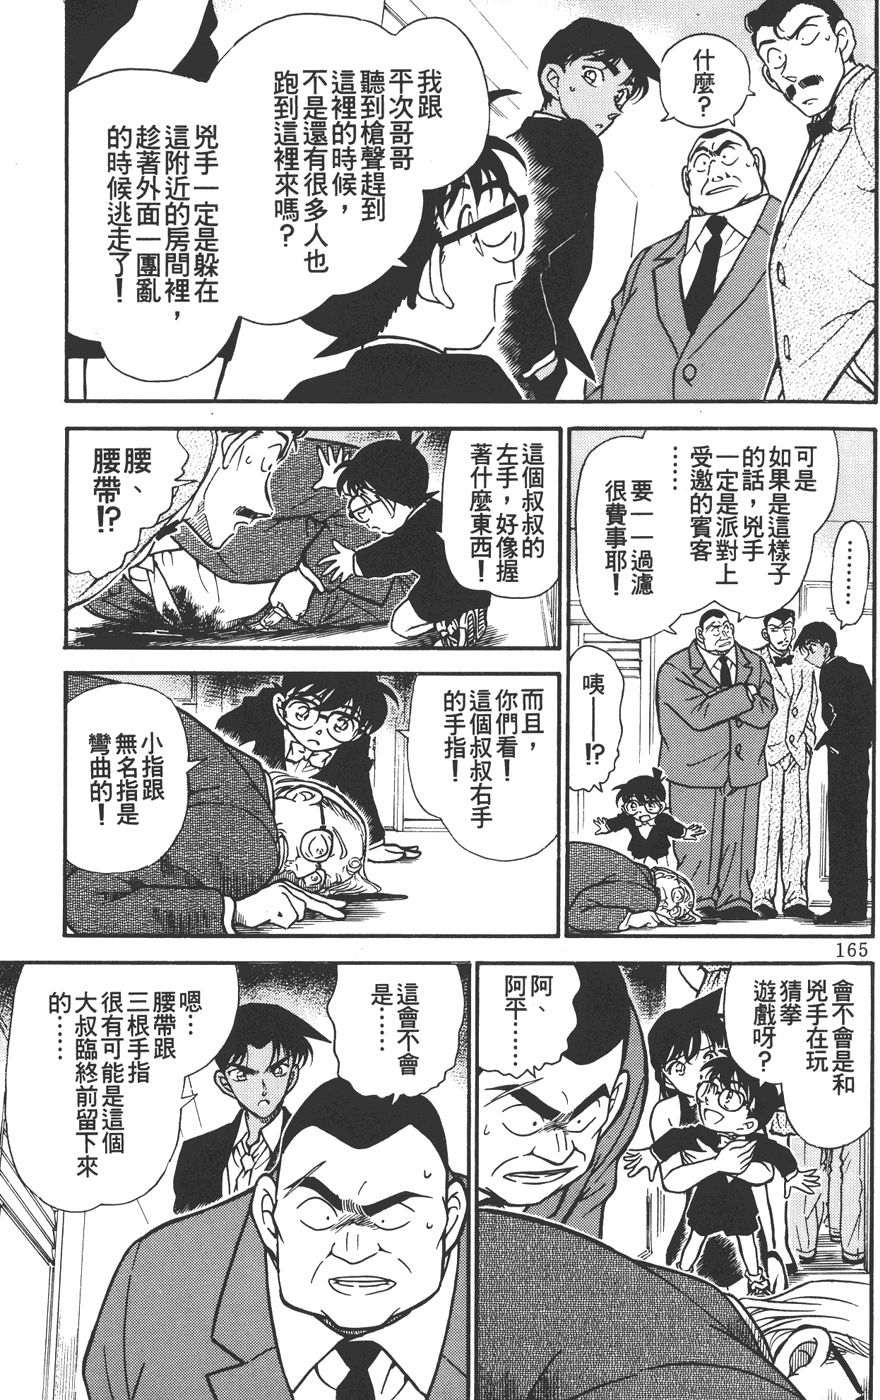 什麼？
我跟
平次哥哥
聽到槍聲趕到
這裡的時候，
不是還有很多人也
跑到這裡來嗎？
兇手一定是躲在
這附近的房間裡，
趁著外面一團亂
的時候逃走了！
………
可是
如果是這樣子
的話，兇手
一定是派對上
受邀的賓客
……
要一一過濾
很費事耶！
咦——!?
這個叔叔的
左手，好像握
著什麼東西！
腰、
腰帶!?
而且，
你們看！
這個叔叔右手
的手指！
小指跟
無名指是
彎曲的！
165
會不會是和
兇手在玩
猜拳
遊戲呀？
阿、
阿平……
這會不會
是……
嗯…
腰帶跟
三根手指
很有可能是這個
大叔臨終前留下來
的……